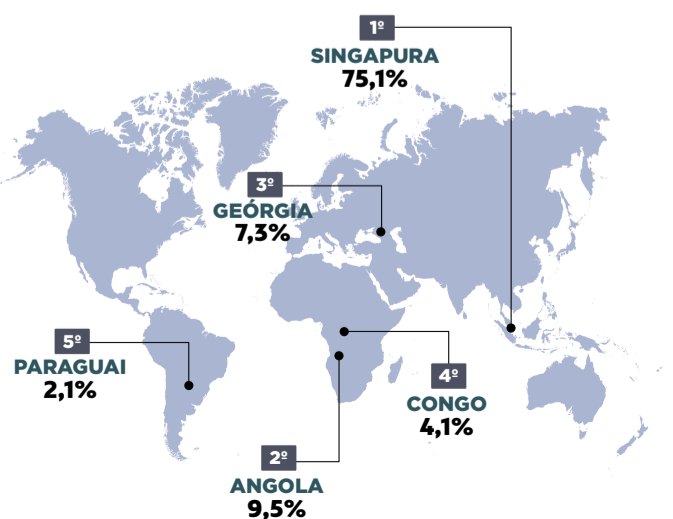 1º
SINGAPURA
75,1%
3º
GEÓRGIA
7,3%
5º
PARAGUAI
2,1%
4º
CONGO
4,1%
2º
ANGOLA
9,5%